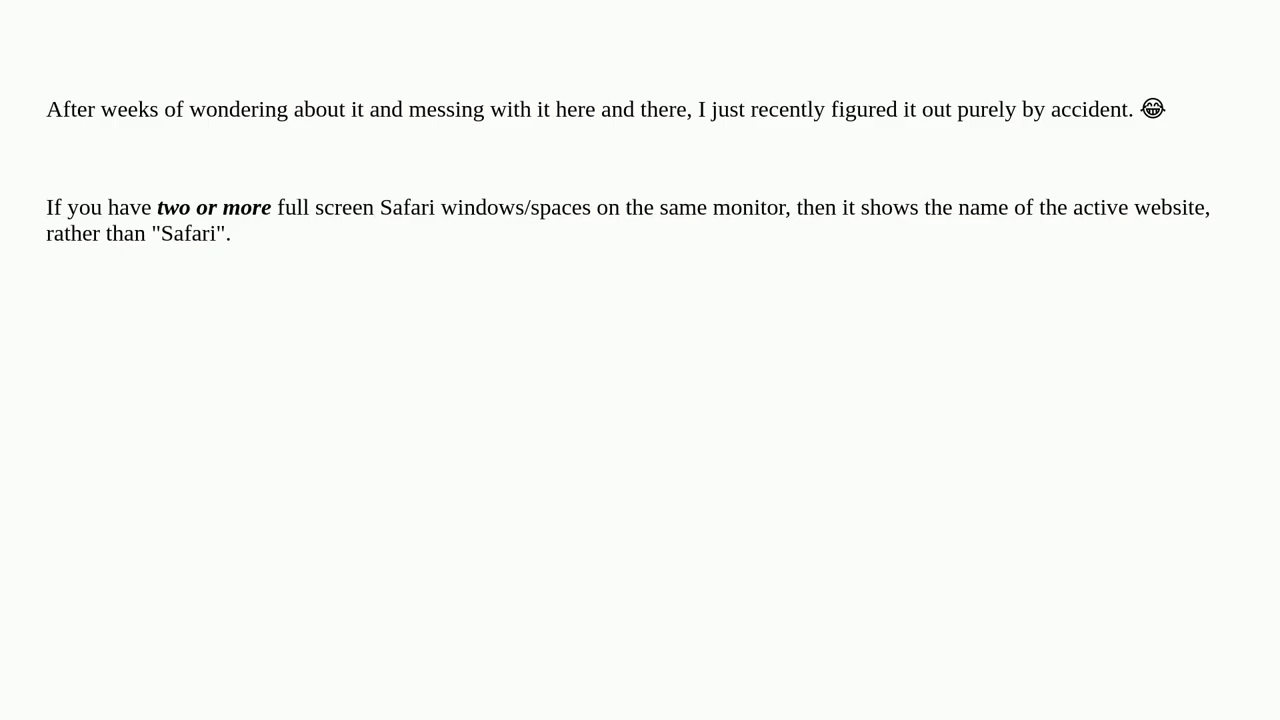 After weeks of wondering about it and messing with it here and there, I just recently figured it out purely by accident. 😂
If you have two or more full screen Safari windows/spaces on the same monitor, then it shows the name of the active website,
rather than "Safari".